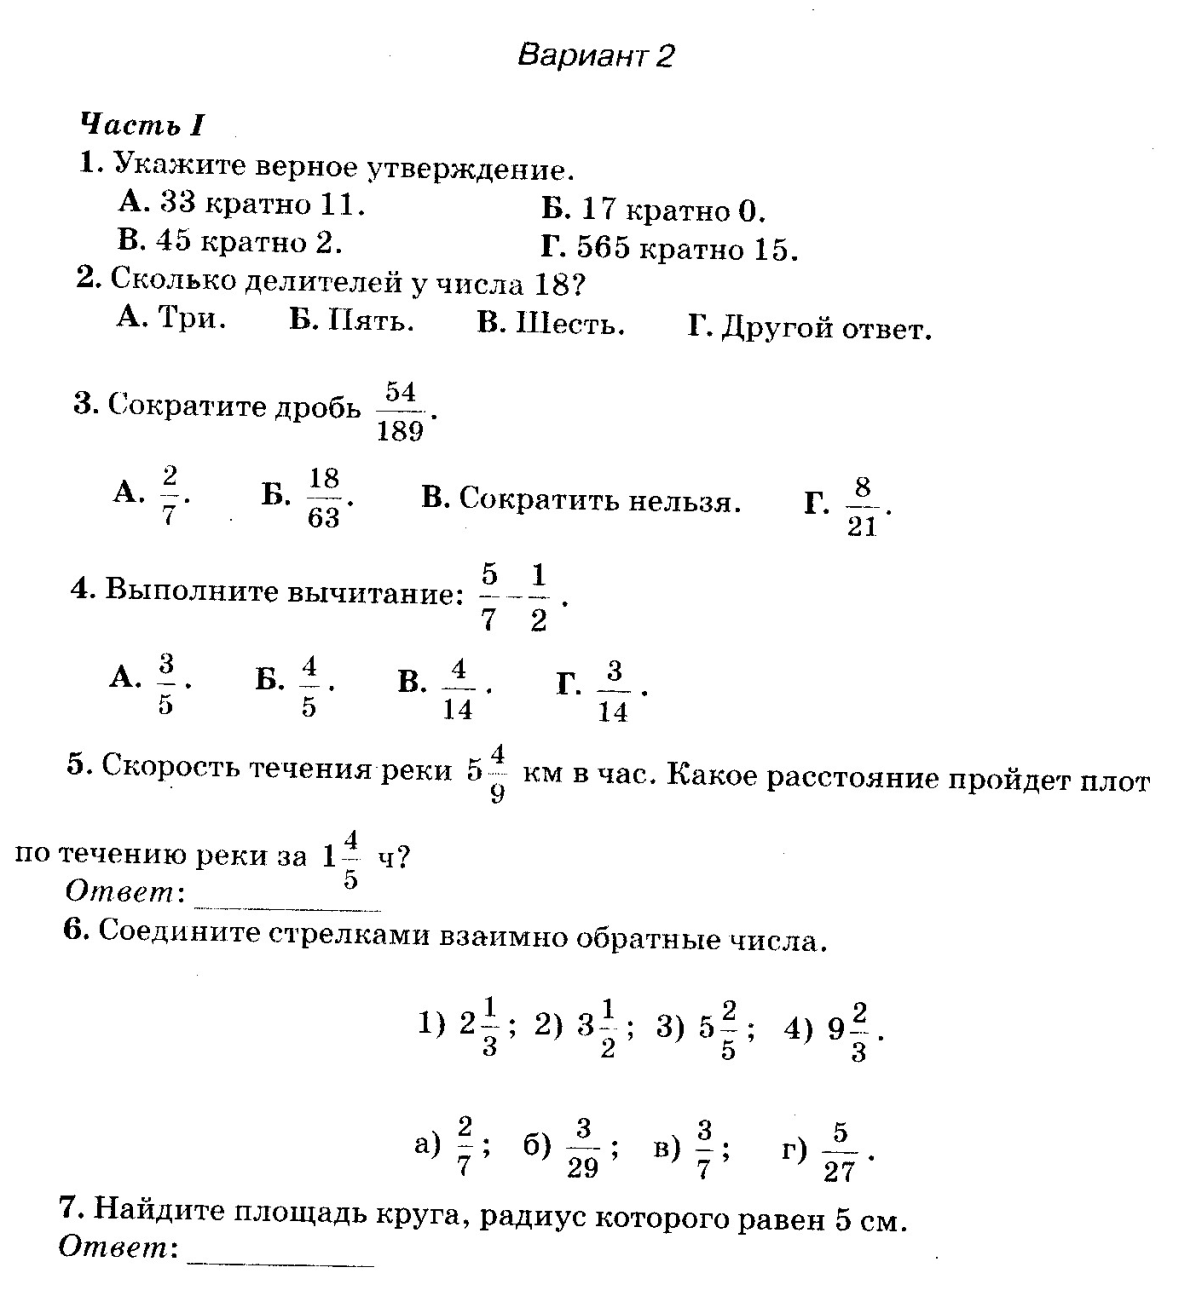 Вариант 2
Часть I
1. Укажите верное утверждение.
А. 33 кратно 11. Б. 17 кратно 0.
В. 45 кратно 2. Г. 565 кратно 15.
2. Сколько делителей у числа 18?
А. Три. Б. Пять. В. Шесть. Г. Другой ответ.
3. Сократите дробь 54/189.
А. 2/7. Б. 18/63. В. Сократить нельзя. Г. 8/21.
4. Выполните вычитание: 5/7 − 1/2.
А. 3/5. Б. 4/5. В. 4/14. Г. 3/14.
5. Скорость течения реки 5 4/9 км в час. Какое расстояние пройдет плот
по течению реки за 1 4/5 ч?
Ответ:
6. Соедините стрелками взаимно обратные числа.
1) 2 1/3; 2) 3 1/2; 3) 5 2/5; 4) 9 2/3.
а) 2/7; б) 3/29; в) 3/7; г) 5/27.
7. Найдите площадь круга, радиус которого равен 5 см.
Ответ: